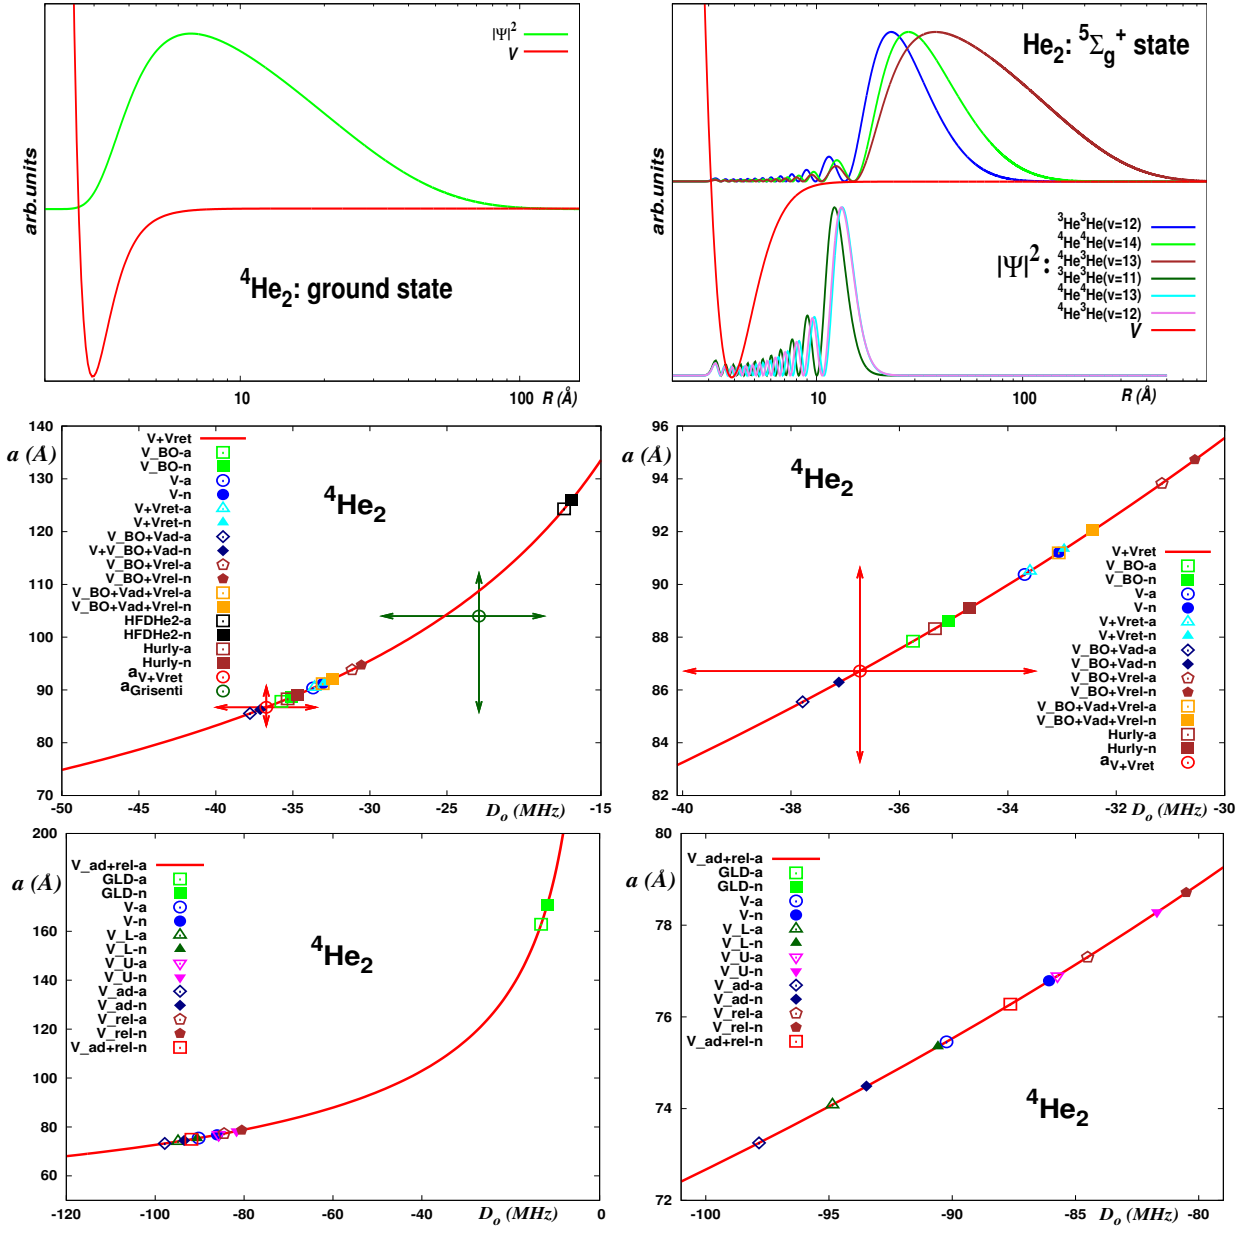 |Ψ|²
V
arb.units
⁴He₂: ground state
10
100
R (Å)
He₂: ⁵Σg⁺ state
arb.units
|Ψ|²:
³He³He(v=12)
⁴He⁴He(v=14)
⁴He³He(v=13)
³He³He(v=11)
⁴He⁴He(v=13)
⁴He³He(v=12)
V
10
100
R (Å)
a (Å)
140
130
120
110
100
90
80
70
V+Vret
V_BO-a
V_BO-n
V-a
V-n
V+Vret-a
V+Vret-n
V_BO+Vad-a
V+V_BO+Vad-n
V_BO+Vrel-a
V_BO+Vrel-n
V_BO+Vad+Vrel-a
V_BO+Vad+Vrel-n
HFDHe2-a
HFDHe2-n
Hurly-a
Hurly-n
aV+Vret
aGrisenti
⁴He₂
-50 -45 -40 -35 -30 -25 -20 -15
Do (MHz)
a (Å)
96
94
92
90
88
86
84
82
⁴He₂
V+Vret
V_BO-a
V_BO-n
V-a
V-n
V+Vret-a
V+Vret-n
V_BO+Vad-a
V_BO+Vad-n
V_BO+Vrel-a
V_BO+Vrel-n
V_BO+Vad+Vrel-a
V_BO+Vad+Vrel-n
Hurly-a
Hurly-n
aV+Vret
-40 -38 -36 -34 -32 -30
Do (MHz)
a (Å)
200
180
160
140
120
100
80
60
50
V_ad+rel-a
GLD-a
GLD-n
V-a
V-n
V_L-a
V_L-n
V_U-a
V_U-n
V_ad-a
V_ad-n
V_rel-a
V_rel-n
V_ad+rel-n
⁴He₂
-120 -100 -80 -60 -40 -20 0
Do (MHz)
a (Å)
80
78
76
74
72
V_ad+rel-a
GLD-a
GLD-n
V-a
V-n
V_L-a
V_L-n
V_U-a
V_U-n
V_ad-a
V_ad-n
V_rel-a
V_rel-n
V_ad+rel-n
⁴He₂
-100 -95 -90 -85 -80
Do (MHz)